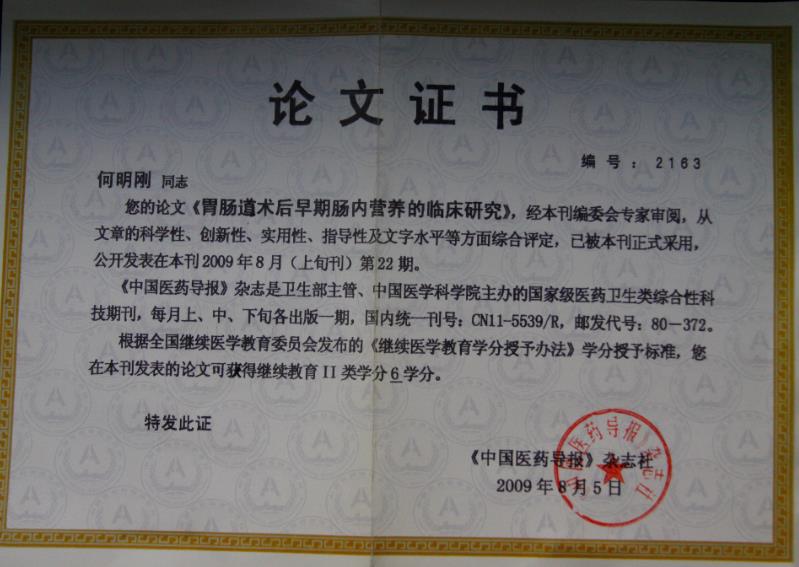 论文证书
编号：2163
何明刚 同志
您的论文《胃肠道术后早期肠内营养的临床研究》，经本刊编委会专家审阅，从
文章的科学性、创新性、实用性、指导性及文字水平等方面综合评定，已被本刊正式采用，
公开发表在本刊2009年8月（上旬刊）第22期。
《中国医药导报》杂志是卫生部主管、中国医学科学院主办的国家级医药卫生类综合性科
技期刊，每月上、中、下旬各出版一期，国内统一刊号：CN11-5539/R，邮发代号：80-372。
根据全国继续医学教育委员会发布的《继续医学教育学分授予办法》学分授予标准，您
在本刊发表的论文可获得继续教育II类学分6学分。
特发此证
《中国医药导报》杂志社
2009年8月5日
中国医药导报杂志社